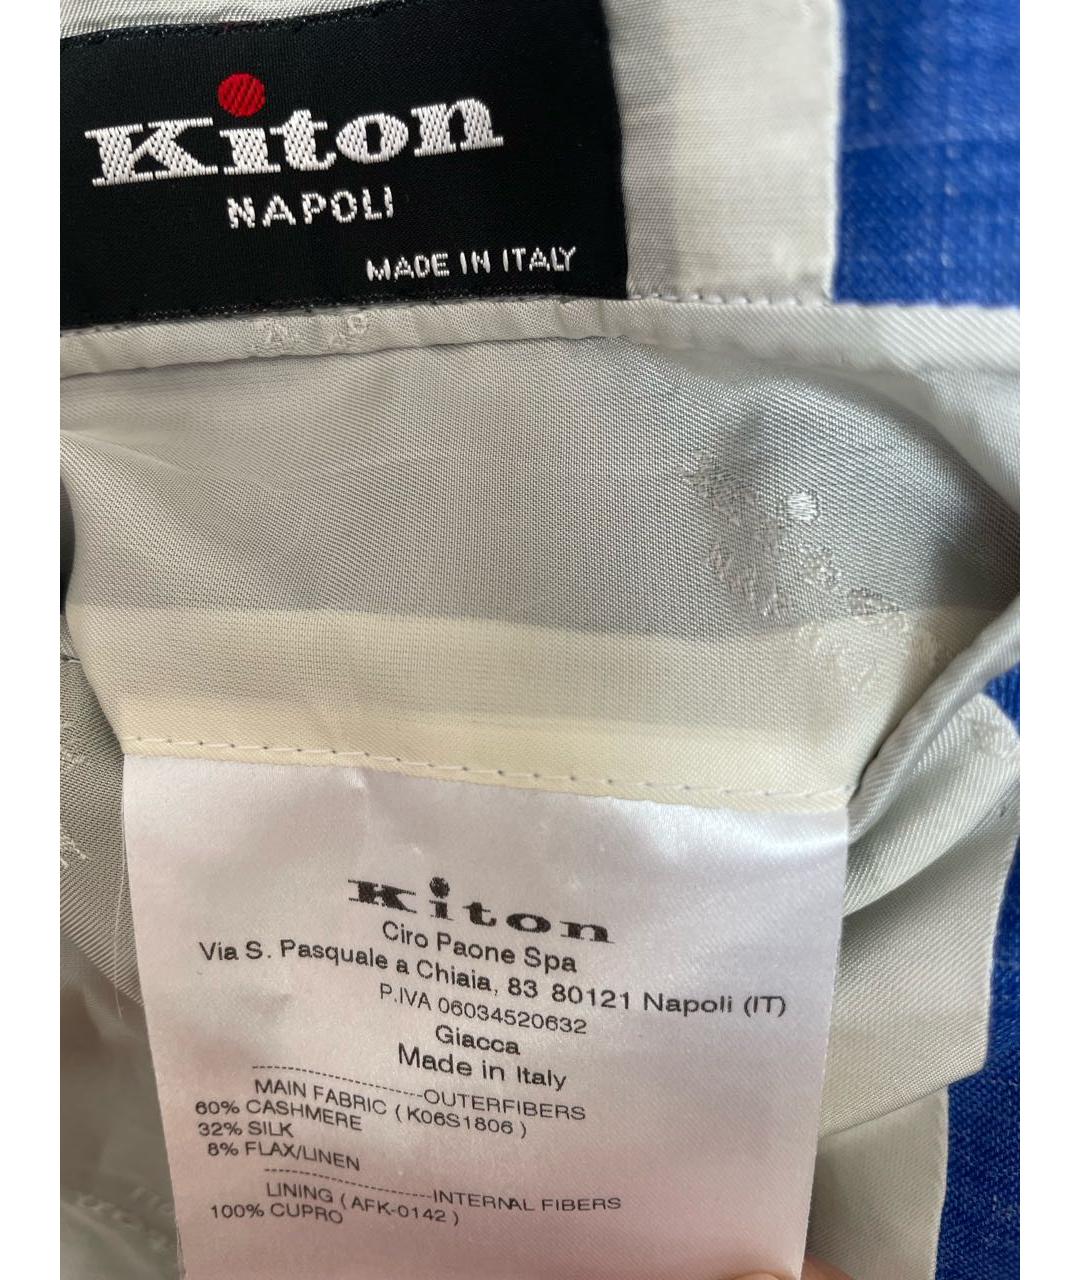 Kiton
NAPOLI
MADE IN ITALY
Kiton
Kiton
Ciro Paone Spa
Via S. Pasquale a Chiaia, 83 80121 Napoli (IT)
P.IVA 06034520632
Giacca
Made in Italy
--------------------OUTERFIBERS
MAIN FABRIC ( K06S1806 )
60% CASHMERE
32% SILK
8% FLAX/LINEN
--------------------INTERNAL FIBERS
LINING ( AFK-0142 )
100% CUPRO